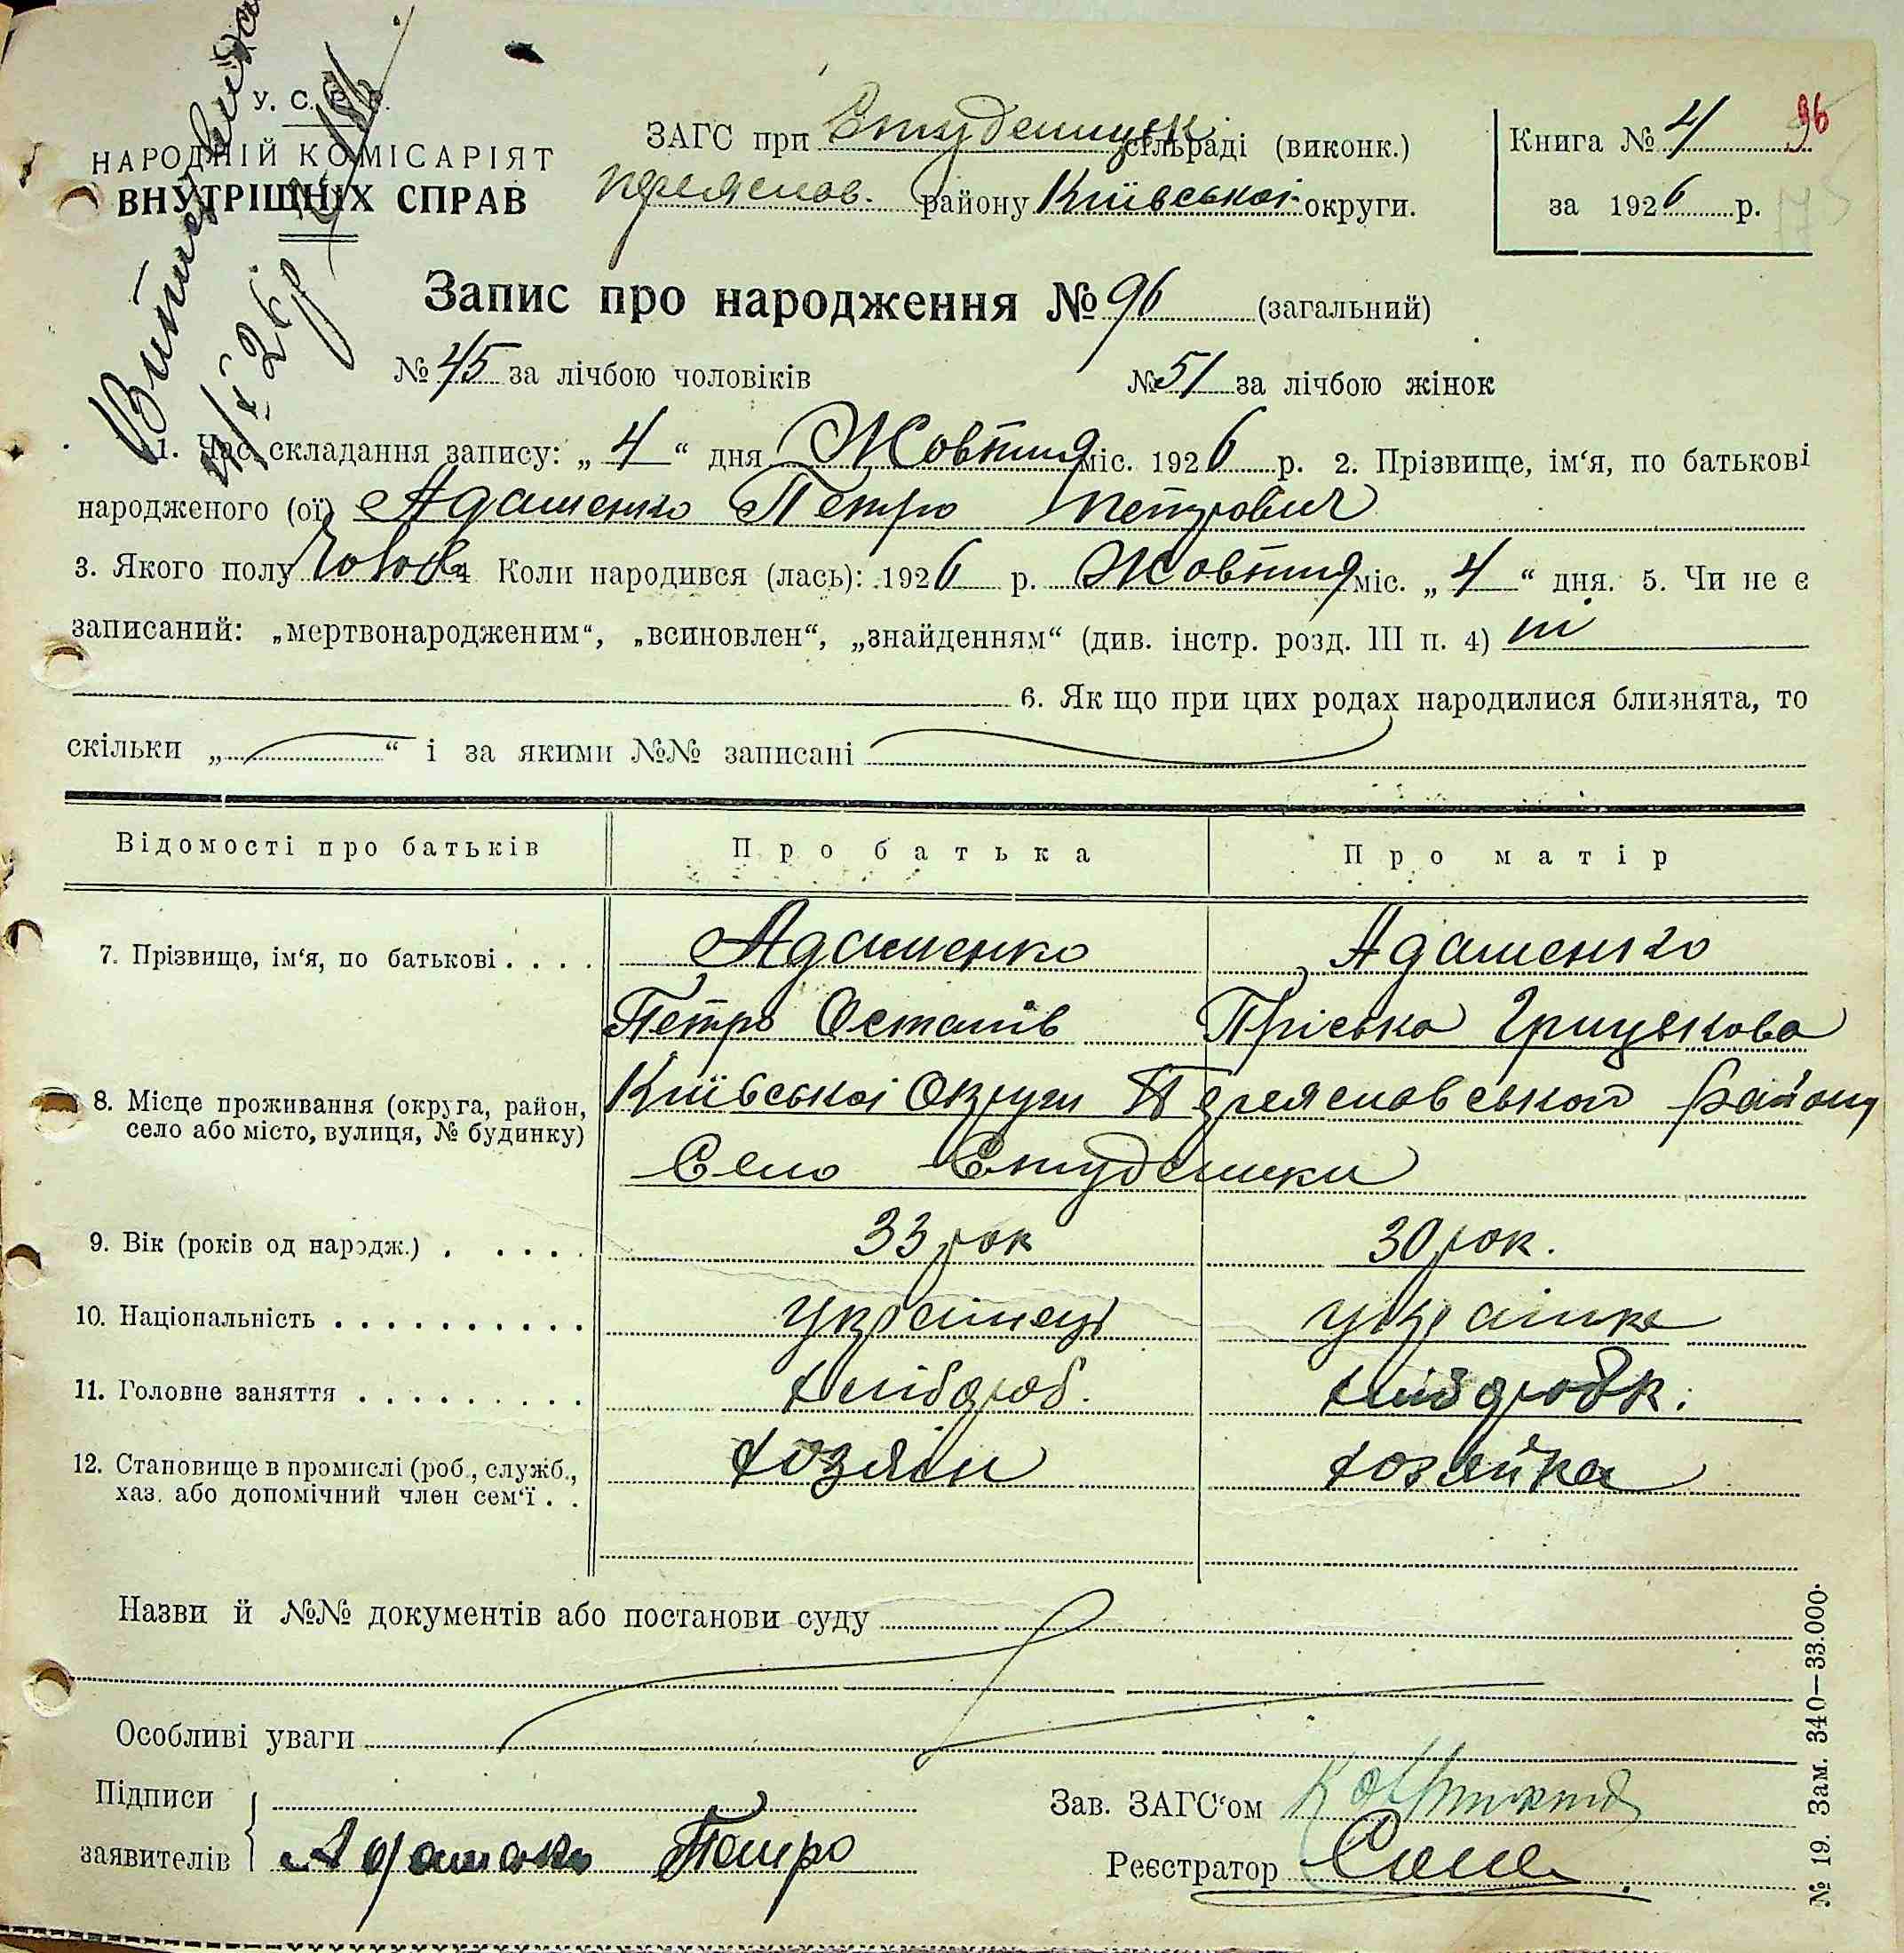 У. С. Р. Р.
НАРОДНІЙ КОМІСАРІЯТ
ВНУТРІШНІХ СПРАВ
ЗАГС при Студеницк сільраді (виконк.)
Переяслов. району Київськоі округи.
Книга № 4
96
за 1926 р.
Запис про народження № 96 (загальний)
№ 45 за лічбою чоловіків № 51 за лічбою жінок
1. Час складання запису: „ 4 “ дня Жовтня міс. 1926 р. 2. Прізвище, ім‘я, по батькові
народженого (ої) Адаменко Петро Петрович
3. Якого полу Чолов 4 Коли народився (лась): 1926 р. Жовтня міс. „ 4 “ дня. 5. Чи не є
записаний: „мертвонародженим“, „всиновлен“, „знайденням“ (див. інстр. розд. III п. 4) ні
6. Як що при цих родах народилися близнята, то
скільки „ “ і за якими №№ записані
Відомості про батьків Про батька Про матір
7. Прізвище, ім‘я, по батькові . . . . Адаменко Адаменко
Петро Остапів Пріська Грицькова
8. Місце проживання (округа, район, село або місто, вулиця, № будинку) Київськоі Округи Переяславського району
Село Студеники
9. Вік (років од народж.) . . . . . 33 рок 30 рок.
10. Національність . . . . . . . . . . українець українка
11. Головне заняття . . . . . . . . . хлібороб. хліборобк.
12. Становище в промислі (роб., служб., хаз. або допомічний член сем‘ї . . хозяїн хозяйка
Назви й №№ документів або постанови суду
Особливі уваги
Підписи
заявителів Адаменко Петро
Зав. ЗАГС‘ом
Реєстратор
№ 19. Зам. 340—33.000.